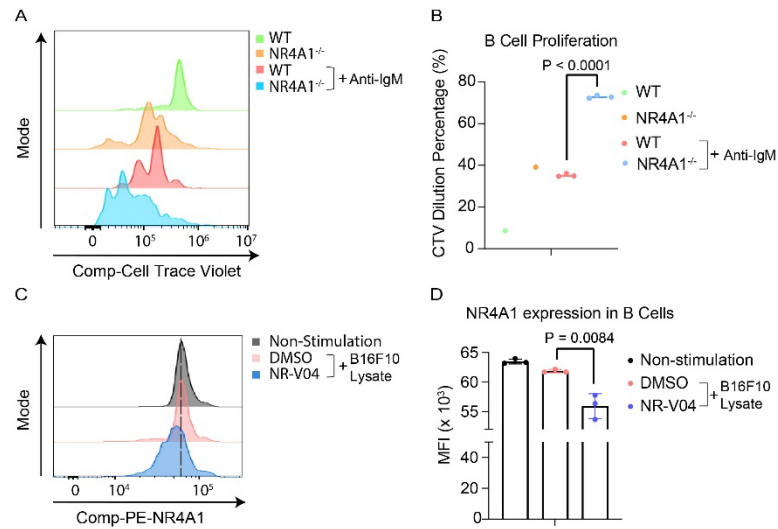 A
Mode
WT
NR4A1-/-
WT
NR4A1-/-
+ Anti-IgM
0
10^5
10^6
10^7
Comp-Cell Trace Violet
B
B Cell Proliferation
P < 0.0001
CTV Dilution Percentage (%)
80
60
40
20
0
WT
NR4A1-/-
WT
NR4A1-/-
+ Anti-IgM
C
Mode
Non-Stimulation
DMSO
NR-V04
+ B16F10
Lysate
0
10^4
10^5
Comp-PE-NR4A1
D
NR4A1 expression in B Cells
P = 0.0084
MFI (x 10^3)
65
60
55
40
20
0
Non-stimulation
DMSO
NR-V04
+ B16F10
Lysate